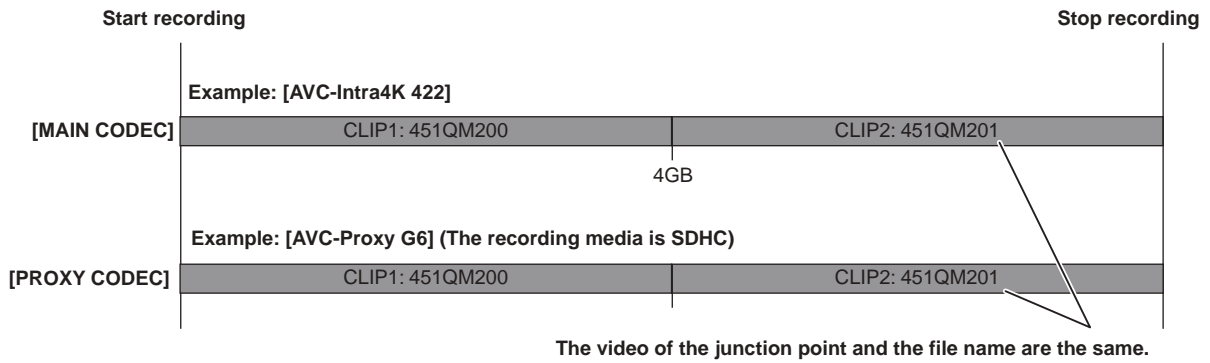 Start recording
Stop recording
Example: [AVC-Intra4K 422]
[MAIN CODEC]
CLIP1: 451QM200
CLIP2: 451QM201
4GB
Example: [AVC-Proxy G6] (The recording media is SDHC)
[PROXY CODEC]
CLIP1: 451QM200
CLIP2: 451QM201
The video of the junction point and the file name are the same.